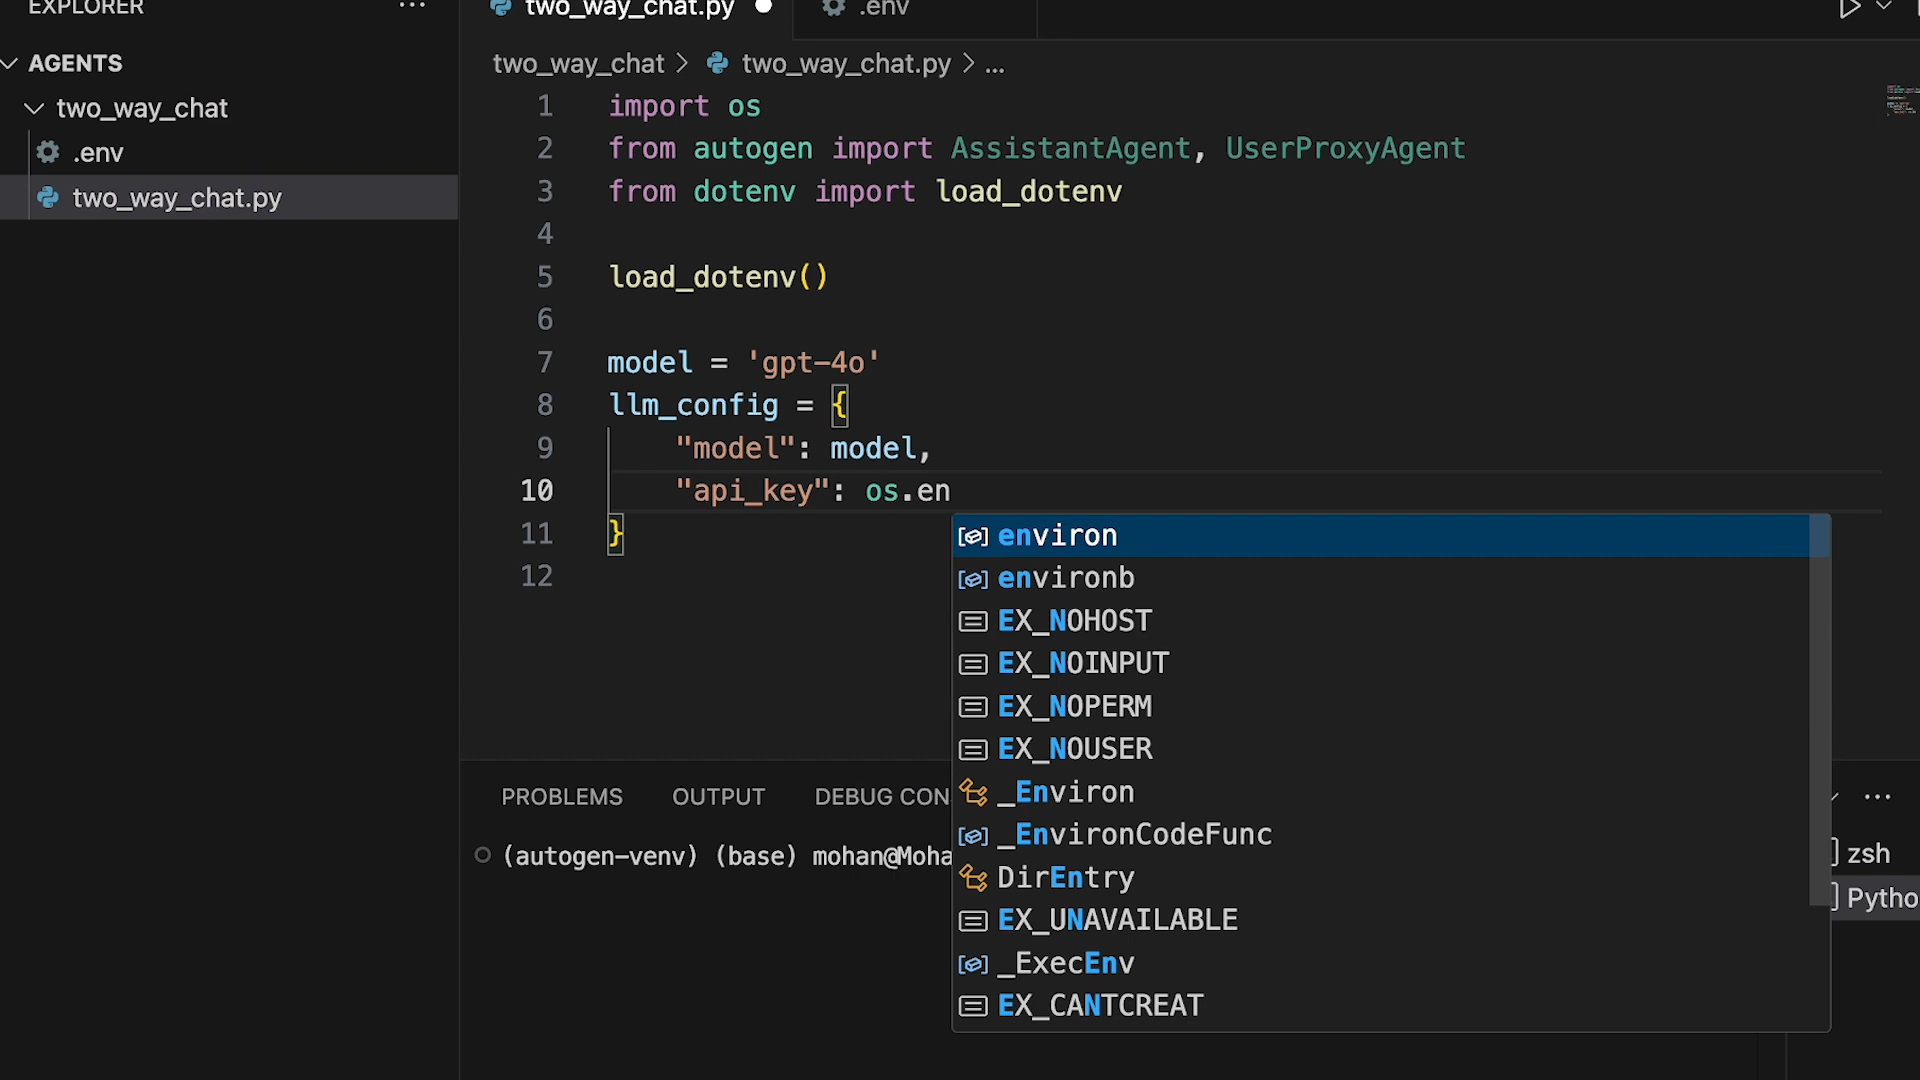 EXPLORER
AGENTS
two_way_chat
.env
two_way_chat.py
two_way_chat.py
.env
two_way_chat > two_way_chat.py > ...
1 import os
2 from autogen import AssistantAgent, UserProxyAgent
3 from dotenv import load_dotenv
4
5 load_dotenv()
6
7 model = 'gpt-4o'
8 llm_config = {
9 "model": model,
10 "api_key": os.en
11 }
12
environ
environb
EX_NOHOST
EX_NOINPUT
EX_NOPERM
EX_NOUSER
_Environ
_EnvironCodeFunc
DirEntry
EX_UNAVAILABLE
_ExecEnv
EX_CANTCREAT
PROBLEMS OUTPUT DEBUG CON
(autogen-venv) (base) mohan@Moha
zsh
Pytho